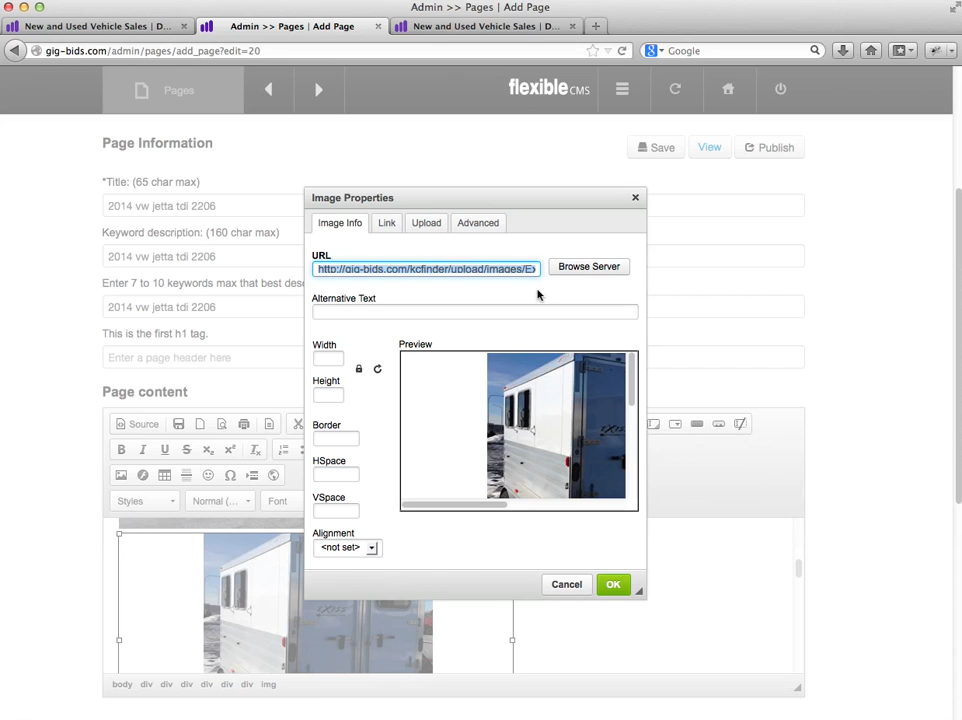 Admin >> Pages | Add Page
New and Used Vehicle Sales | D...
Admin >> Pages | Add Page
New and Used Vehicle Sales | D...
gig-bids.com/admin/pages/add_page?edit=20
Google
Pages
flexibleCMS
Page Information
Save
View
Publish
*Title: (65 char max)
2014 vw jetta tdi 2206
Keyword description: (160 char max)
2014 vw jetta tdi 2206
Enter 7 to 10 keywords max that best des
2014 vw jetta tdi 2206
This is the first h1 tag.
Enter a page header here
Page content
Source
Styles
Normal (...
Font
body div div div div div div img
Image Properties
Image Info
Link
Upload
Advanced
URL
http://gig-bids.com/kcfinder/upload/images/Ex
Browse Server
Alternative Text
Width
Height
Border
HSpace
VSpace
Alignment
<not set>
Preview
EXISS
Cancel
OK